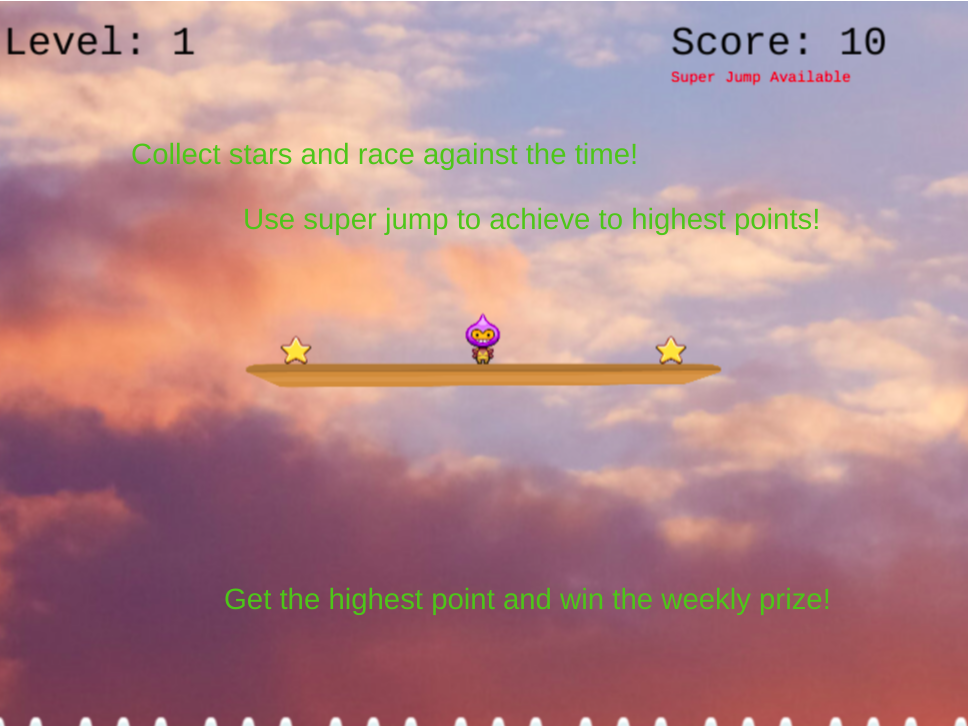 Level: 1
Score: 10
Super Jump Available
Collect stars and race against the time!
Use super jump to achieve to highest points!
Get the highest point and win the weekly prize!